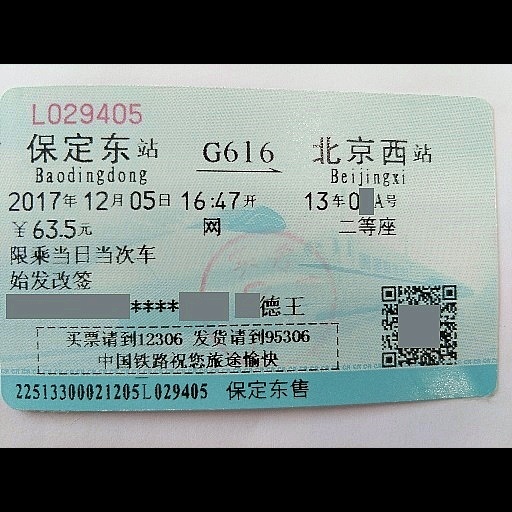 L029405
保定东站 G616 北京西站
Baodingdong Beijingxi
2017年12月05日 16:47开 13车0 A号
￥63.5元 网 二等座
限乘当日当次车
始发改签
**** 德王
买票请到12306 发货请到95306
中国铁路祝您旅途愉快
22513300021205L029405 保定东售